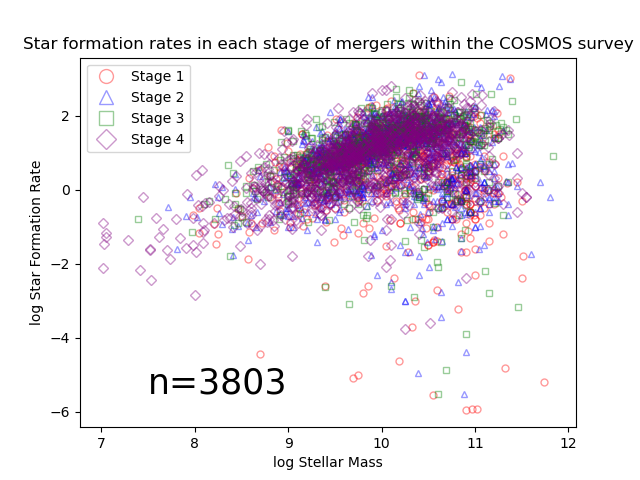 Star formation rates in each stage of mergers within the COSMOS survey
Stage 1
Stage 2
Stage 3
Stage 4
log Star Formation Rate
2
0
−2
−4
−6
n=3803
7
8
9
10
11
12
log Stellar Mass